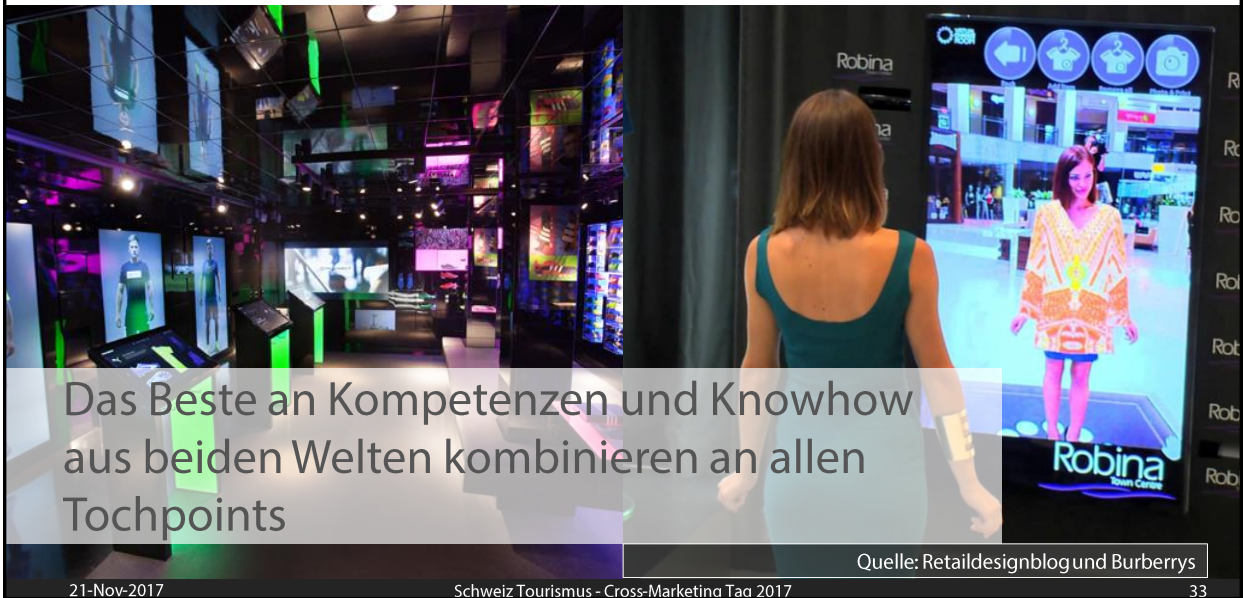 Robina
Robina
Town Centre
Das Beste an Kompetenzen und Knowhow
aus beiden Welten kombinieren an allen
Tochpoints
Quelle: Retaildesignblog und Burberrys
21-Nov-2017
Schweiz Tourismus - Cross-Marketing Tag 2017
33